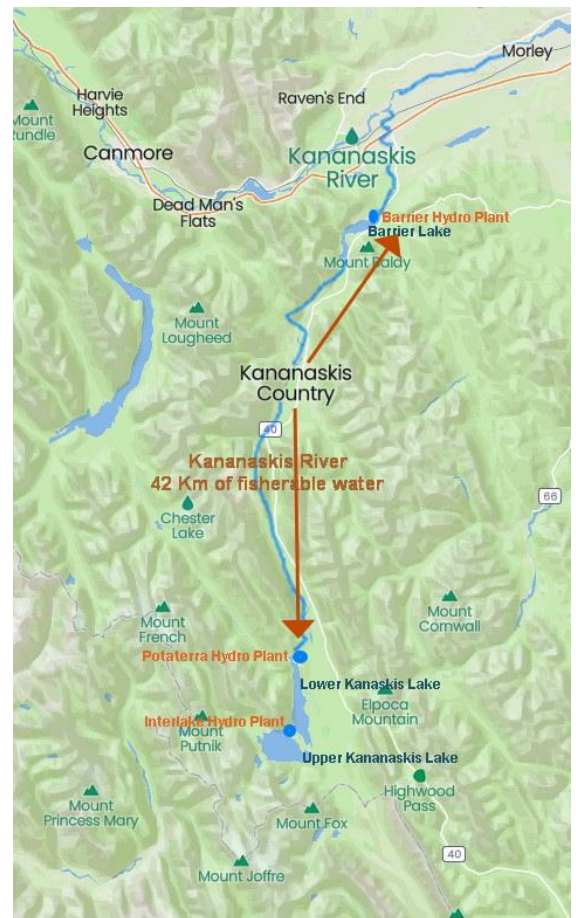 Morley
Harvie
Heights
Raven's End
Mount
Rundle
Canmore
Kananaskis
River
Dead Man's
Flats
Barrier Hydro Plant
Barrier Lake
Mount Baldy
Mount
Lougheed
Kananaskis
Country
40
Kananaskis River
42 Km of fisherable water
66
Chester
Lake
Mount
French
Mount
Cornwall
Potaterra Hydro Plant
Lower Kanaskis Lake
Elpoca
Mountain
Interlake Hydro Plant
Mount
Putnik
Upper Kananaskis Lake
Highwood
Pass
Mount
Princess Mary
Mount Fox
40
Mount Joffre